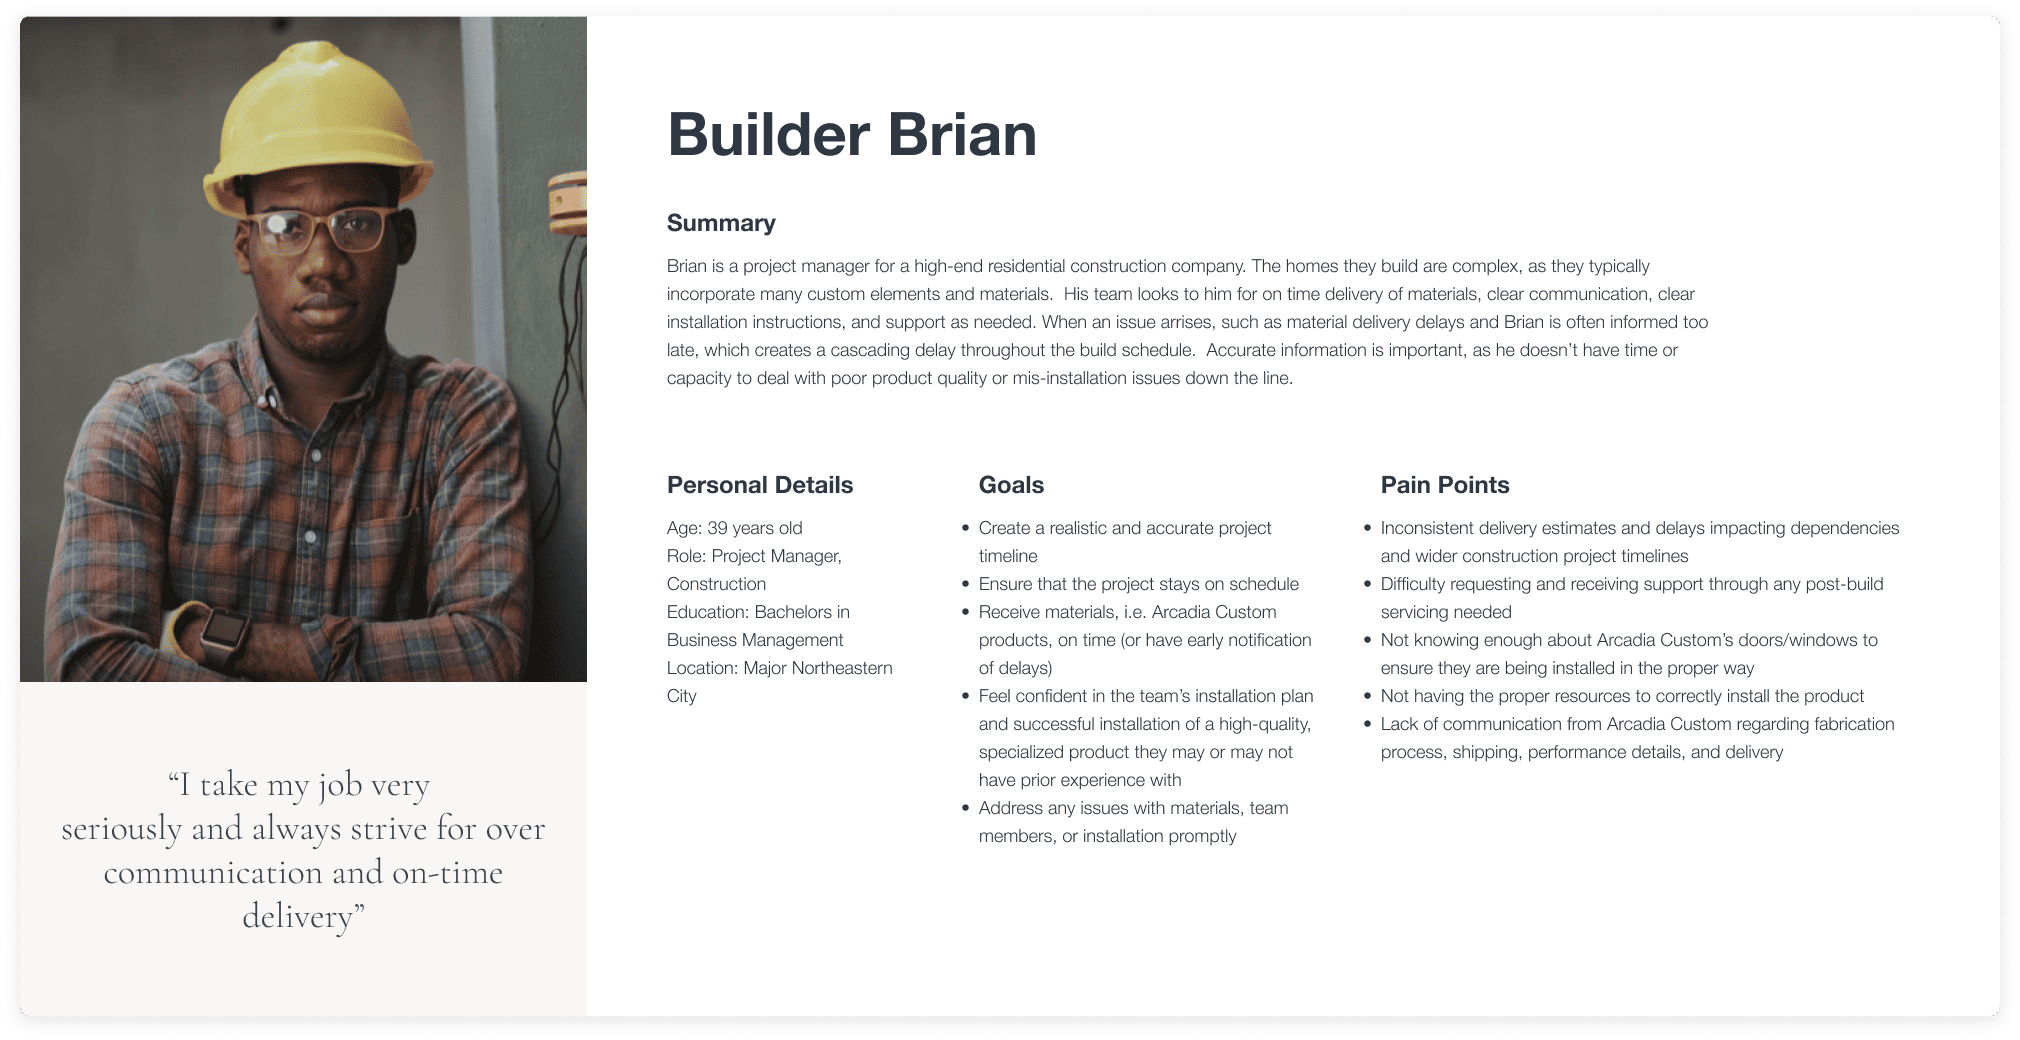 Builder Brian
Summary
Brian is a project manager for a high-end residential construction company. The homes they build are complex, as they typically
incorporate many custom elements and materials.  His team looks to him for on time delivery of materials, clear communication, clear
installation instructions, and support as needed. When an issue arrises, such as material delivery delays and Brian is often informed too
late, which creates a cascading delay throughout the build schedule.  Accurate information is important, as he doesn’t have time or
capacity to deal with poor product quality or mis-installation issues down the line.
Personal Details
Age: 39 years old
Role: Project Manager,
Construction
Education: Bachelors in
Business Management
Location: Major Northeastern
City
Goals
• Create a realistic and accurate project
timeline
• Ensure that the project stays on schedule
• Receive materials, i.e. Arcadia Custom
products, on time (or have early notification
of delays)
• Feel confident in the team’s installation plan
and successful installation of a high-quality,
specialized product they may or may not
have prior experience with
• Address any issues with materials, team
members, or installation promptly
Pain Points
• Inconsistent delivery estimates and delays impacting dependencies
and wider construction project timelines
• Difficulty requesting and receiving support through any post-build
servicing needed
• Not knowing enough about Arcadia Custom’s doors/windows to
ensure they are being installed in the proper way
• Not having the proper resources to correctly install the product
• Lack of communication from Arcadia Custom regarding fabrication
process, shipping, performance details, and delivery
“I take my job very
seriously and always strive for over
communication and on-time
delivery”